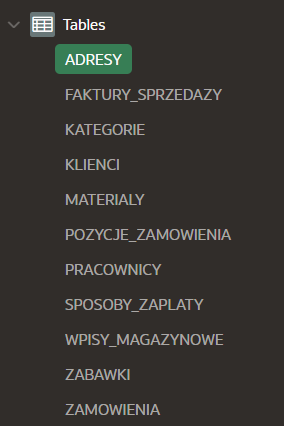 Tables
ADRESY
FAKTURY_SPRZEDAZY
KATEGORIE
KLIENCI
MATERIALY
POZYCJE_ZAMOWIENIA
PRACOWNICY
SPOSOBY_ZAPLATY
WPISY_MAGAZYNOWE
ZABAWKI
ZAMOWIENIA